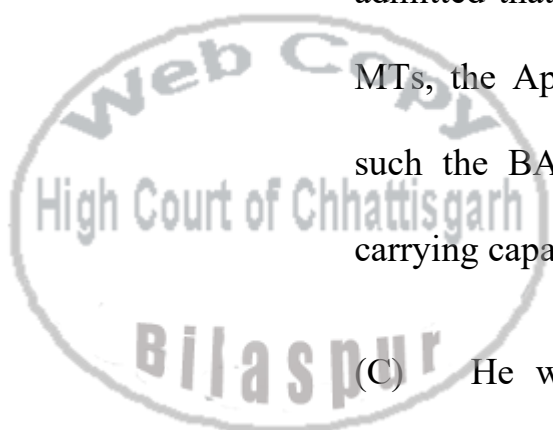 admitted that
Web Copy
MTs, the Ap
such the BA
High Court of Chhattisgarh
carrying capa
Bilaspur
(C) He w